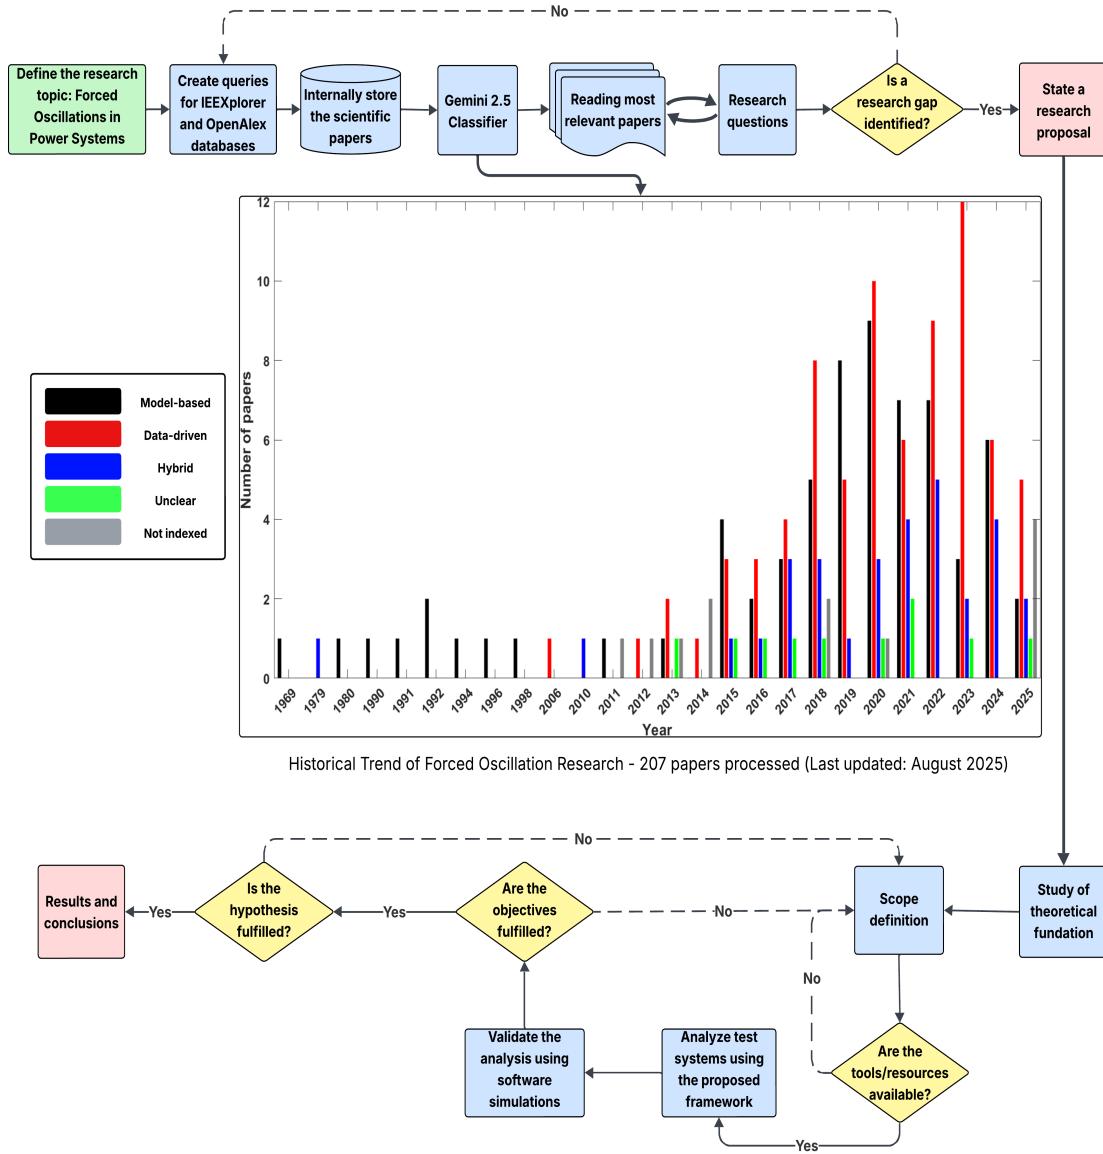 No
Define the research
topic: Forced
Oscillations in
Power Systems
Create queries
for IEEXplorer
and OpenAlex
databases
Internally store
the scientific
papers
Gemini 2.5
Classifier
Reading most
relevant papers
Research
questions
Is a
research gap
identified?
Yes
State a
research
proposal
Model-based
Data-driven
Hybrid
Unclear
Not indexed
Number of papers
12
10
8
6
4
2
0
1969
1979
1980
1990
1991
1992
1994
1996
1998
2006
2010
2011
2012
2013
2014
2015
2016
2017
2018
2019
2020
2021
2022
2023
2024
2025
Year
Historical Trend of Forced Oscillation Research - 207 papers processed (Last updated: August 2025)
No
Results and
conclusions
Yes
Is the
hypothesis
fulfilled?
Yes
Are the
objectives
fulfilled?
No
Scope
definition
Study of
theoretical
fundation
No
Validate the
analysis using
software
simulations
Analyze test
systems using
the proposed
framework
Are the
tools/resources
available?
Yes